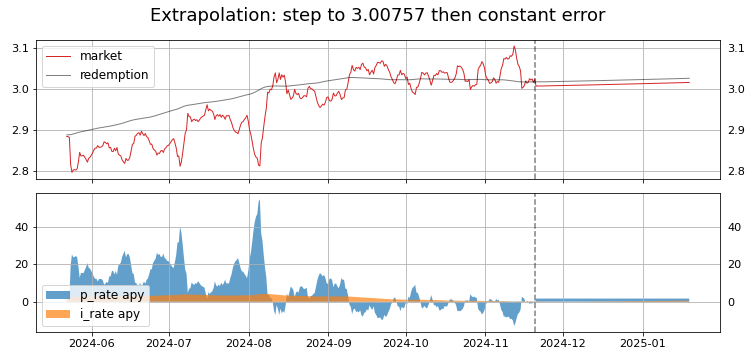 Extrapolation: step to 3.00757 then constant error
3.1 3.1
market
redemption
3.0 3.0
2.9 2.9
2.8 2.8
40 40
20 20
p_rate apy
0 0
i_rate apy
2024-06 2024-07 2024-08 2024-09 2024-10 2024-11 2024-12 2025-01